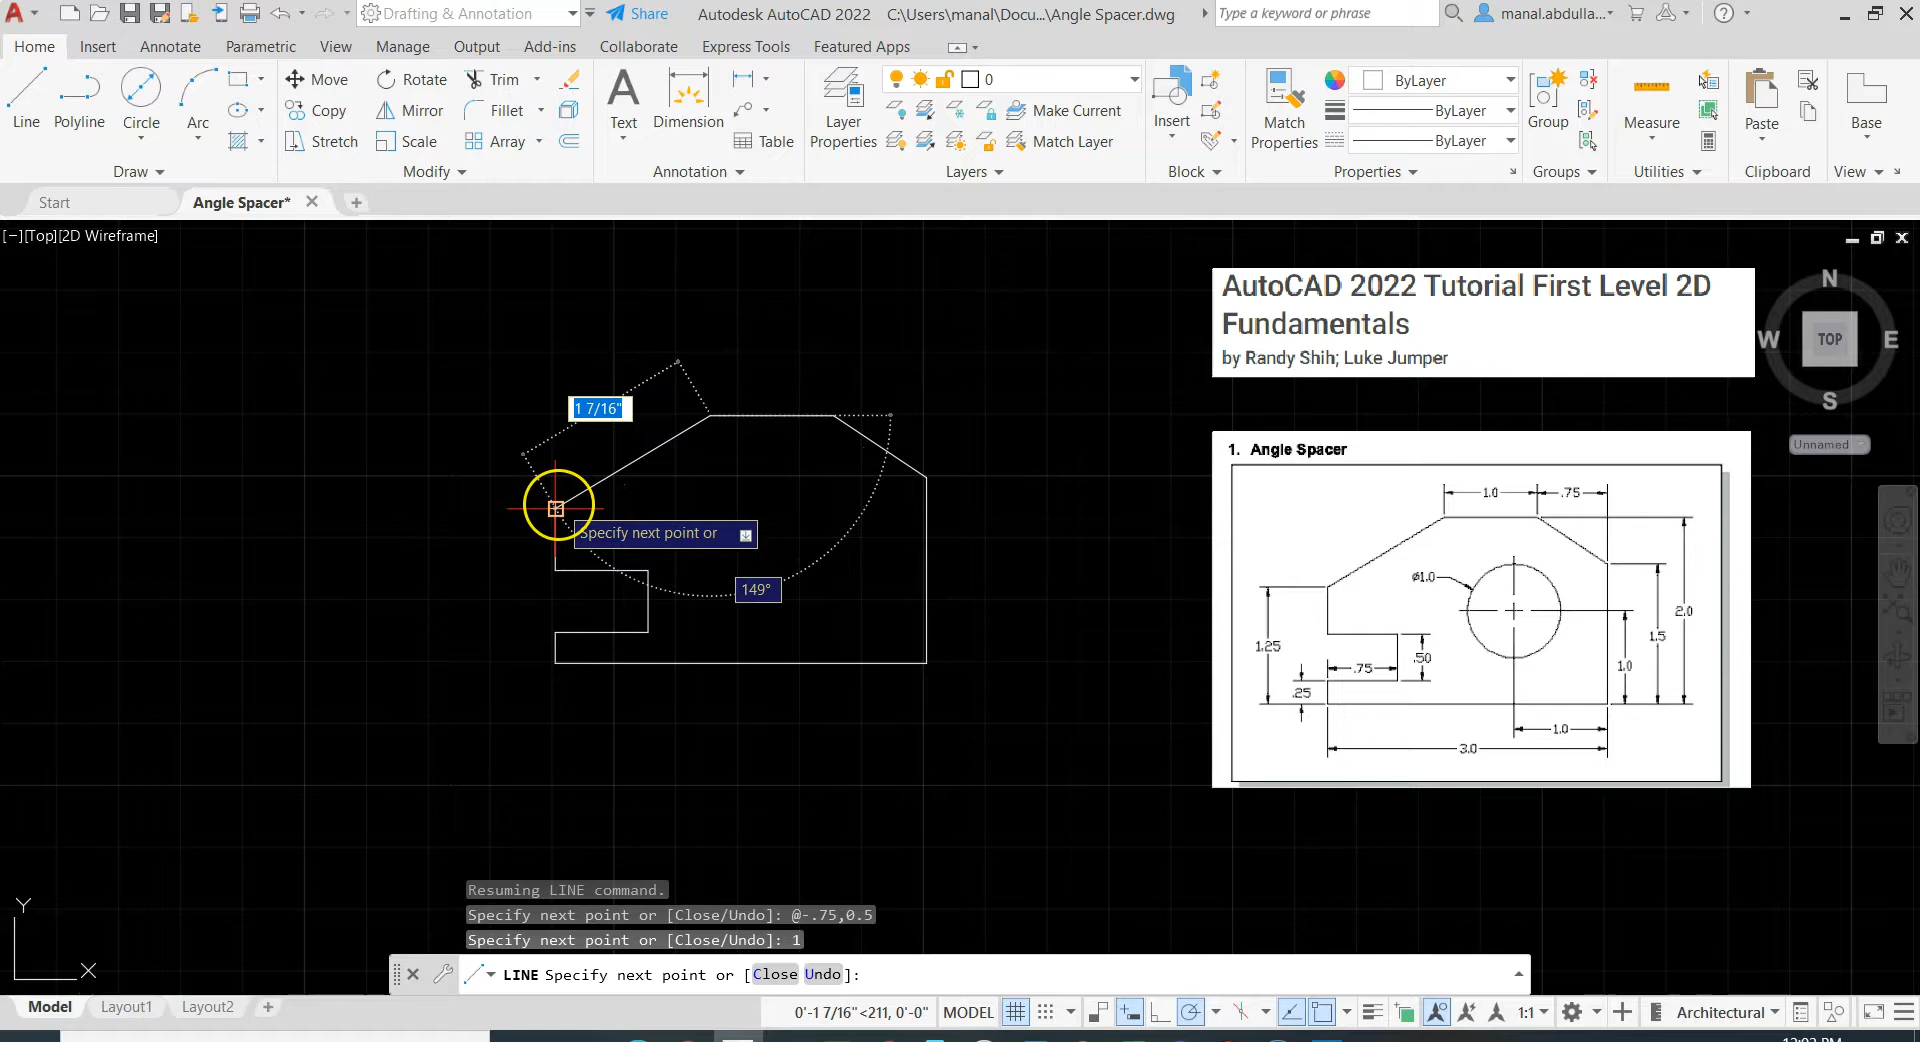 Drafting & Annotation
Share
Autodesk AutoCAD 2022 C:\Users\manal\Docu...\Angle Spacer.dwg
Type a keyword or phrase
manal.abdulla...
Home Insert Annotate Parametric View Manage Output Add-ins Collaborate Express Tools Featured Apps
Line Polyline Circle Arc
Draw
Move Rotate Trim
Copy Mirror Fillet
Stretch Scale Array
Modify
Text Dimension Table
Annotation
Layer Properties
0
Make Current
Match Layer
Layers
Insert
Block
Match Properties
ByLayer
ByLayer
ByLayer
Properties
Group
Groups
Measure
Utilities
Paste
Clipboard
Base
View
Start Angle Spacer*
[−][Top][2D Wireframe]
1 7/16"
Specify next point or
149°
AutoCAD 2022 Tutorial First Level 2D
Fundamentals
by Randy Shih; Luke Jumper
N
W TOP E
S
Unnamed
1. Angle Spacer
1.0 .75
ø1.0
2.0
1.5
1.25
.50
.75
1.0
.25
1.0
3.0
Y
X
Resuming LINE command.
Specify next point or [Close/Undo]: @-.75,0.5
Specify next point or [Close/Undo]: 1
LINE Specify next point or [Close Undo]:
Model Layout1 Layout2
0'-1 7/16"<211, 0'-0" MODEL 1:1 Architectural